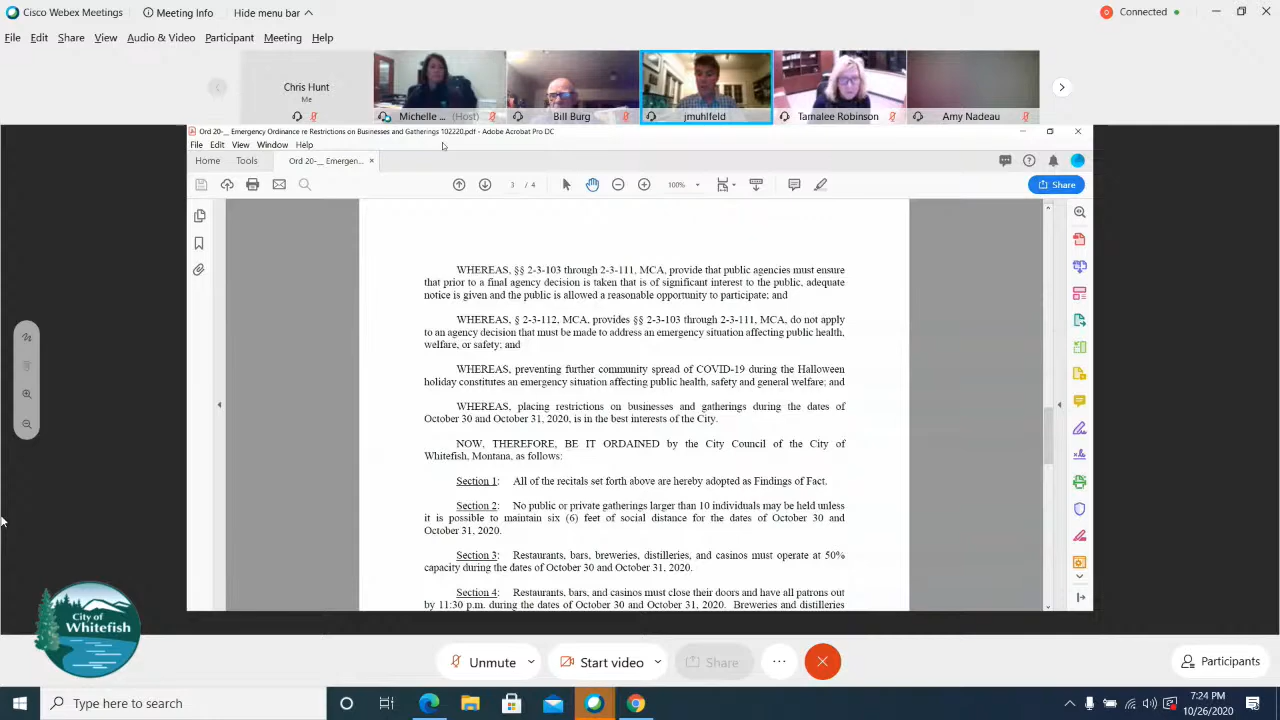 Cisco Webex Meetings
Meeting Info
Hide menu bar
Connected
File Edit Share View Audio & Video Participant Meeting Help
Chris Hunt
Me
Michelle ... (Host)
Bill Burg
jmuhlfeld
Tamalee Robinson
Amy Nadeau
Ord 20-__ Emergency Ordinance re Restrictions on Businesses and Gatherings 102220.pdf - Adobe Acrobat Pro DC
File Edit View Window Help
Home Tools Ord 20-__ Emergen... ×
3 / 4 100% Share
WHEREAS, §§ 2-3-103 through 2-3-111, MCA, provide that public agencies must ensure
that prior to a final agency decision is taken that is of significant interest to the public, adequate
notice is given and the public is allowed a reasonable opportunity to participate; and
WHEREAS, § 2-3-112, MCA, provides §§ 2-3-103 through 2-3-111, MCA, do not apply
to an agency decision that must be made to address an emergency situation affecting public health,
welfare, or safety; and
WHEREAS, preventing further community spread of COVID-19 during the Halloween
holiday constitutes an emergency situation affecting public health, safety and general welfare; and
WHEREAS, placing restrictions on businesses and gatherings during the dates of
October 30 and October 31, 2020, is in the best interests of the City.
NOW, THEREFORE, BE IT ORDAINED by the City Council of the City of
Whitefish, Montana, as follows:
Section 1: All of the recitals set forth above are hereby adopted as Findings of Fact.
Section 2: No public or private gatherings larger than 10 individuals may be held unless
it is possible to maintain six (6) feet of social distance for the dates of October 30 and
October 31, 2020.
Section 3: Restaurants, bars, breweries, distilleries, and casinos must operate at 50%
capacity during the dates of October 30 and October 31, 2020.
Section 4: Restaurants, bars, and casinos must close their doors and have all patrons out
by 11:30 p.m. during the dates of October 30 and October 31, 2020. Breweries and distilleries
City of
Whitefish
Unmute
Start video
Share
Participants
Type here to search
7:24 PM
10/26/2020